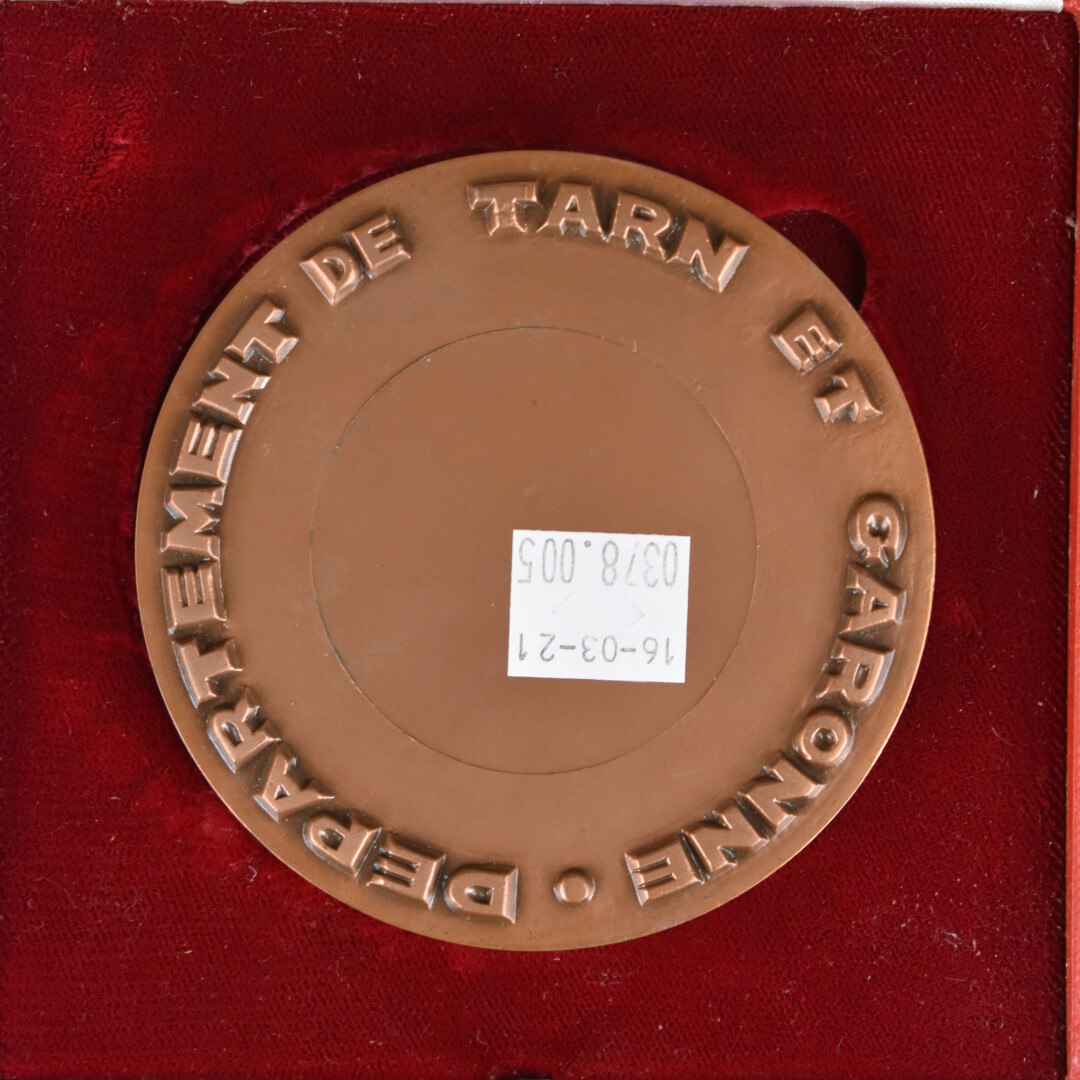 DEPARTEMENT DE TARN ET GARONNE
16-03-21
0378.005